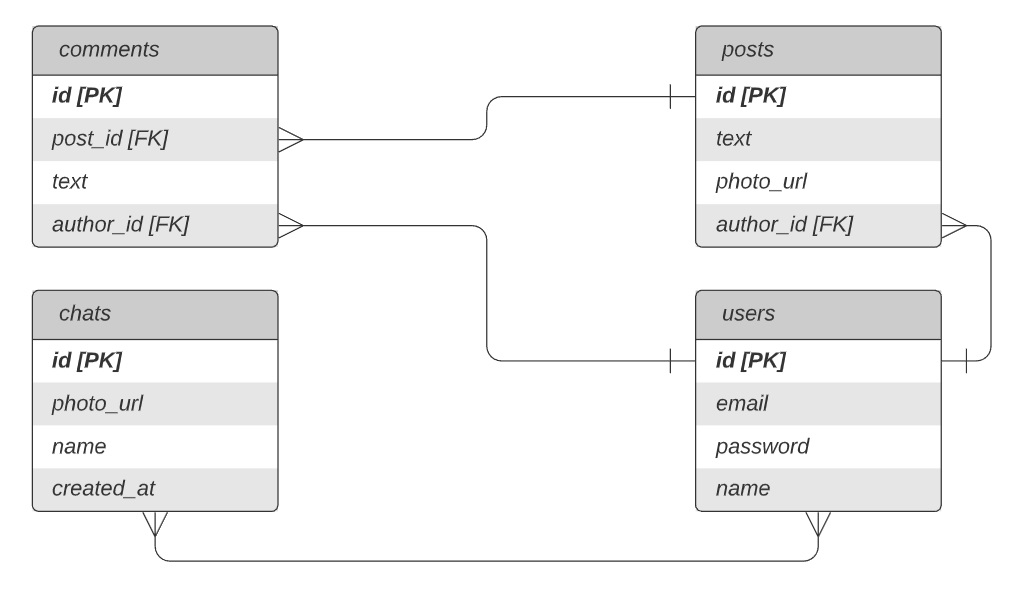 comments
id [PK]
post_id [FK]
text
author_id [FK]
posts
id [PK]
text
photo_url
author_id [FK]
chats
id [PK]
photo_url
name
created_at
users
id [PK]
email
password
name